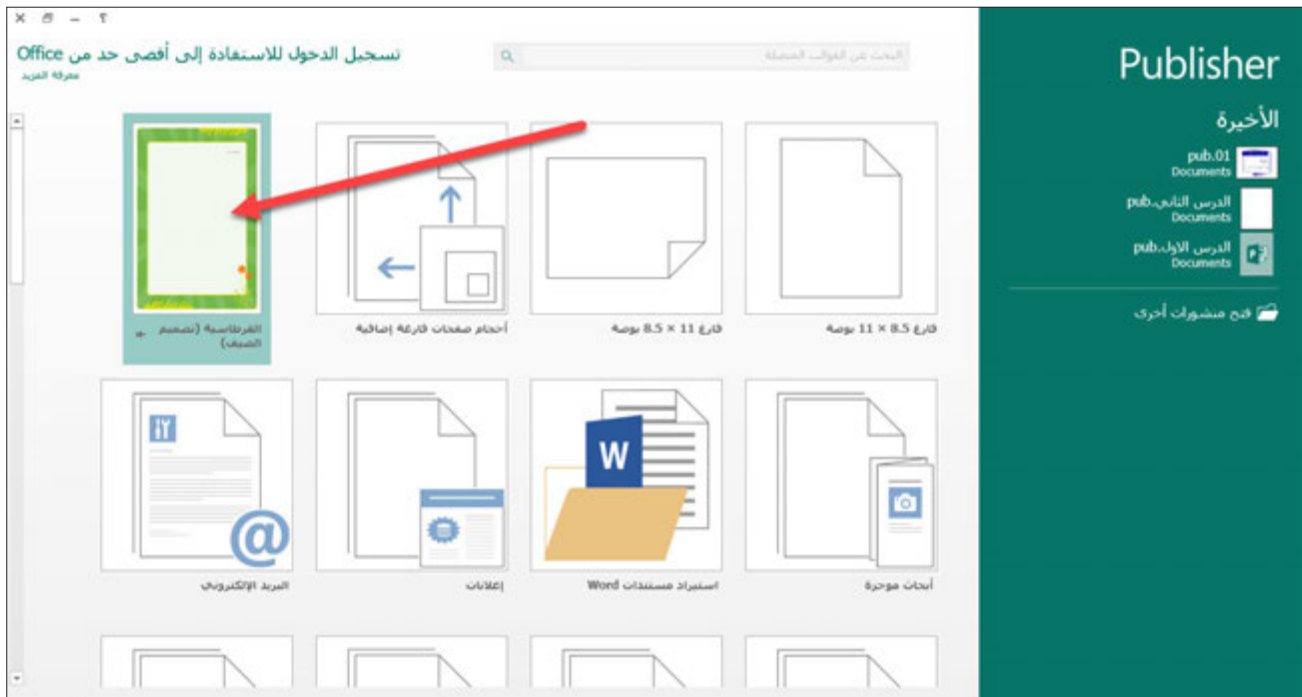 Publisher
الأخيرة
pub.01
Documents
الدرس الثاني.pub
Documents
الدرس الاول.pub
Documents
فتح منشورات أخرى
؟
تسجيل الدخول للاستفادة إلى أقصى حد من Office
معرفة المزيد
البحث عن القوالب المتصلة
فارغ 8.5 × 11 بوصة
فارغ 11 × 8.5 بوصة
أحجام صفحات فارغة إضافية
القرطاسية (تصميم
الصيف)
أبحاث موجزة
W
استيراد مستندات Word
إعلانات
@
البريد الإلكتروني